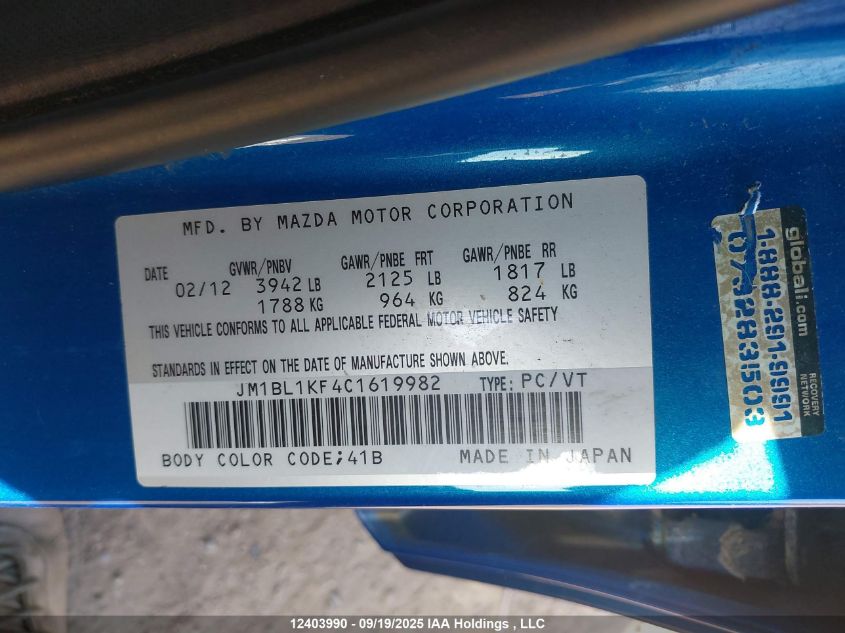 MFD. BY MAZDA MOTOR CORPORATION
DATE GVWR/PNBV GAWR/PNBE FRT GAWR/PNBE RR
02/12 3942 LB 2125 LB 1817 LB
1788 KG 964 KG 824 KG
THIS VEHICLE CONFORMS TO ALL APPLICABLE FEDERAL MOTOR VEHICLE SAFETY
STANDARDS IN EFFECT ON THE DATE OF MANUFACTURE SHOWN ABOVE.
JM1BL1KF4C1619982 TYPE: PC/VT
BODY COLOR CODE;41B MADE IN JAPAN
globali.com
1-888-291-9991
073283503
RECOVERY
NETWORK
12403990 - 09/19/2025 IAA Holdings , LLC